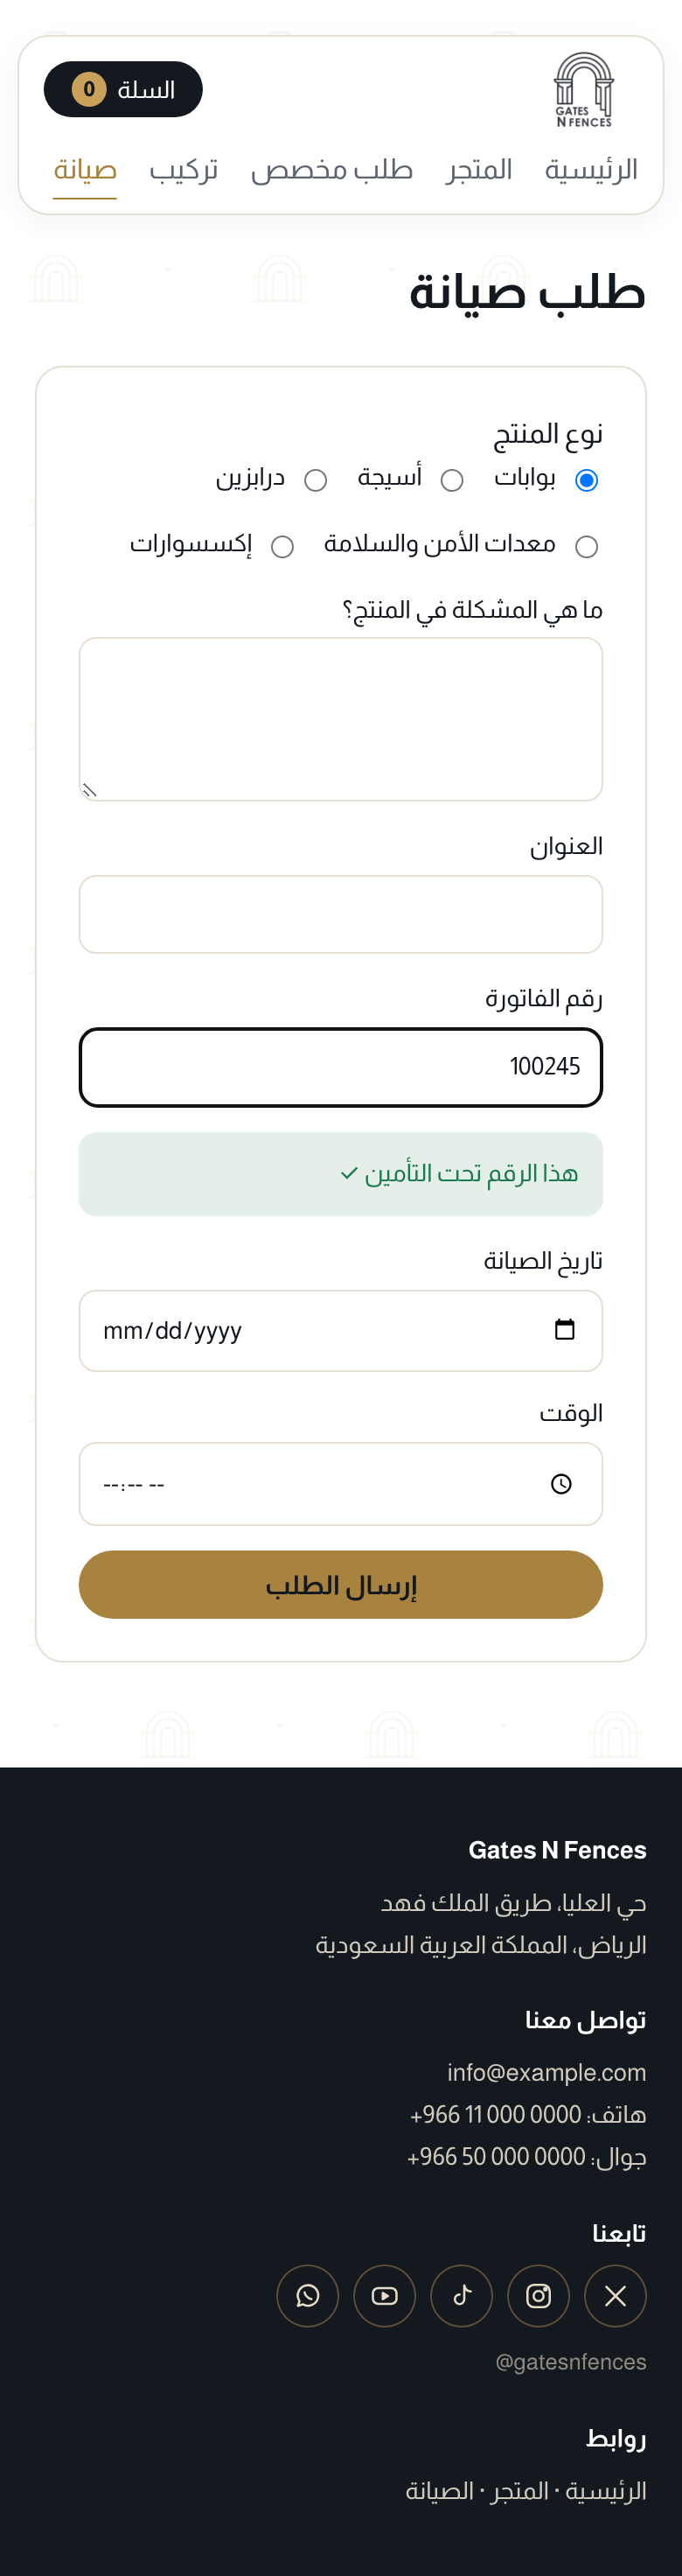 GATES
N FENCES
السلة 0
الرئيسية المتجر طلب مخصص تركيب صيانة
طلب صيانة
نوع المنتج
بوابات أسيجة درابزين
معدات الأمن والسلامة إكسسوارات
ما هي المشكلة في المنتج؟
العنوان
رقم الفاتورة
100245
هذا الرقم تحت التأمين ✓
تاريخ الصيانة
mm/dd/yyyy
الوقت
--:-- --
إرسال الطلب
Gates N Fences
حي العليا، طريق الملك فهد
الرياض، المملكة العربية السعودية
تواصل معنا
info@example.com
هاتف: 0000 000 11 966+
جوال: 0000 000 50 966+
تابعنا
@gatesnfences
روابط
الرئيسية · المتجر · الصيانة